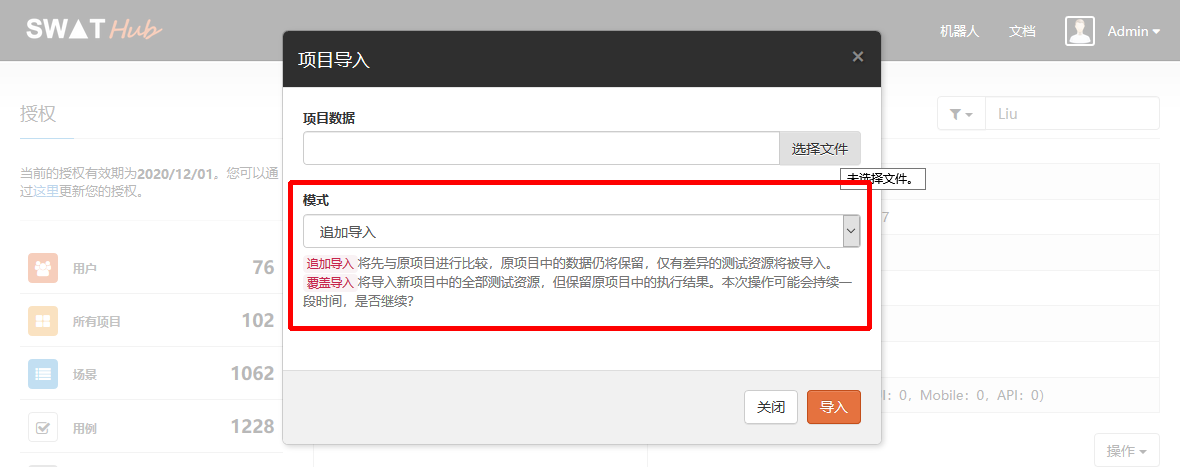 SWAT Hub
机器人
文档
Admin
项目导入
×
授权
Liu
项目数据
选择文件
未选择文件。
当前的授权有效期为2020/12/01。您可以通
过这里更新您的授权。
模式
追加导入
7
追加导入 将先与原项目进行比较，原项目中的数据仍将保留，仅有差异的测试资源将被导入。
覆盖导入 将导入新项目中的全部测试资源，但保留原项目中的执行结果。本次操作可能会持续一
段时间，是否继续?
用户 76
所有项目 102
场景 1062
: 0, Mobile: 0, API: 0)
关闭
导入
用例 1228
操作